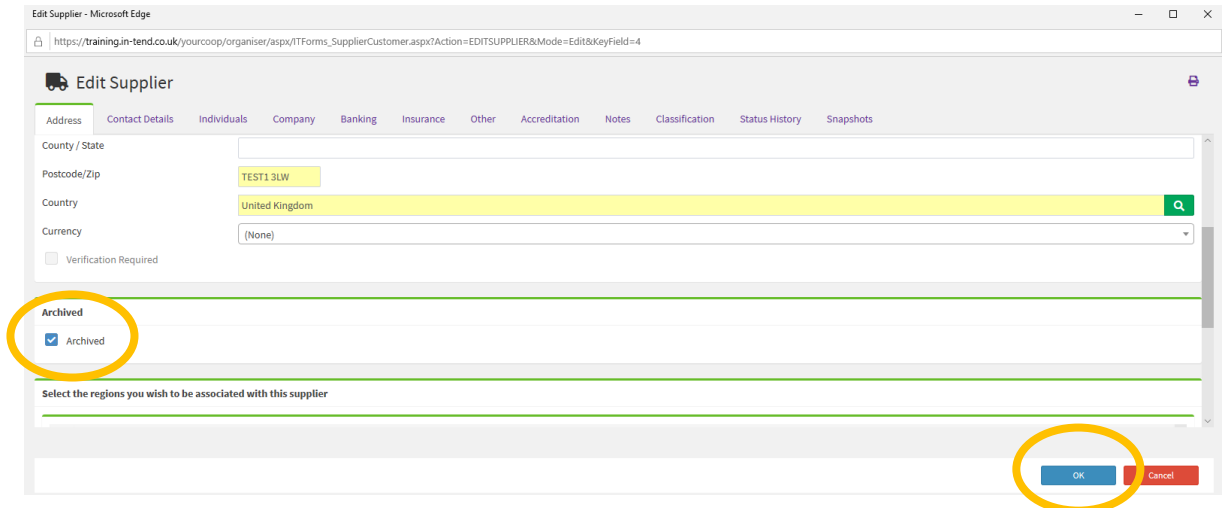 Edit Supplier - Microsoft Edge
https://training.in-tend.co.uk/yourcoop/organiser/aspx/ITForms_SupplierCustomer.aspx?Action=EDITSUPPLIER&Mode=Edit&KeyField=4
Edit Supplier
Address Contact Details Individuals Company Banking Insurance Other Accreditation Notes Classification Status History Snapshots
County / State
Postcode/Zip TEST1 3LW
Country United Kingdom
Currency (None)
Verification Required
Archived
Archived
Select the regions you wish to be associated with this supplier
OK Cancel